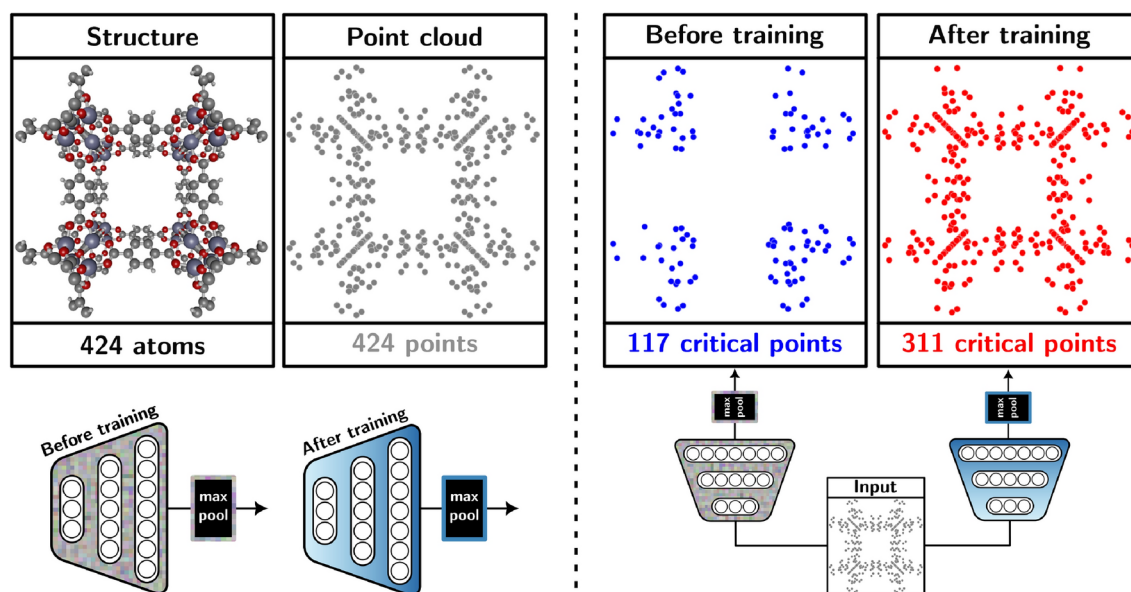 Structure
Point cloud
424 atoms
424 points
Before training
max
pool
After training
max
pool
Before training
After training
117 critical points
311 critical points
max
pool
max
pool
Input